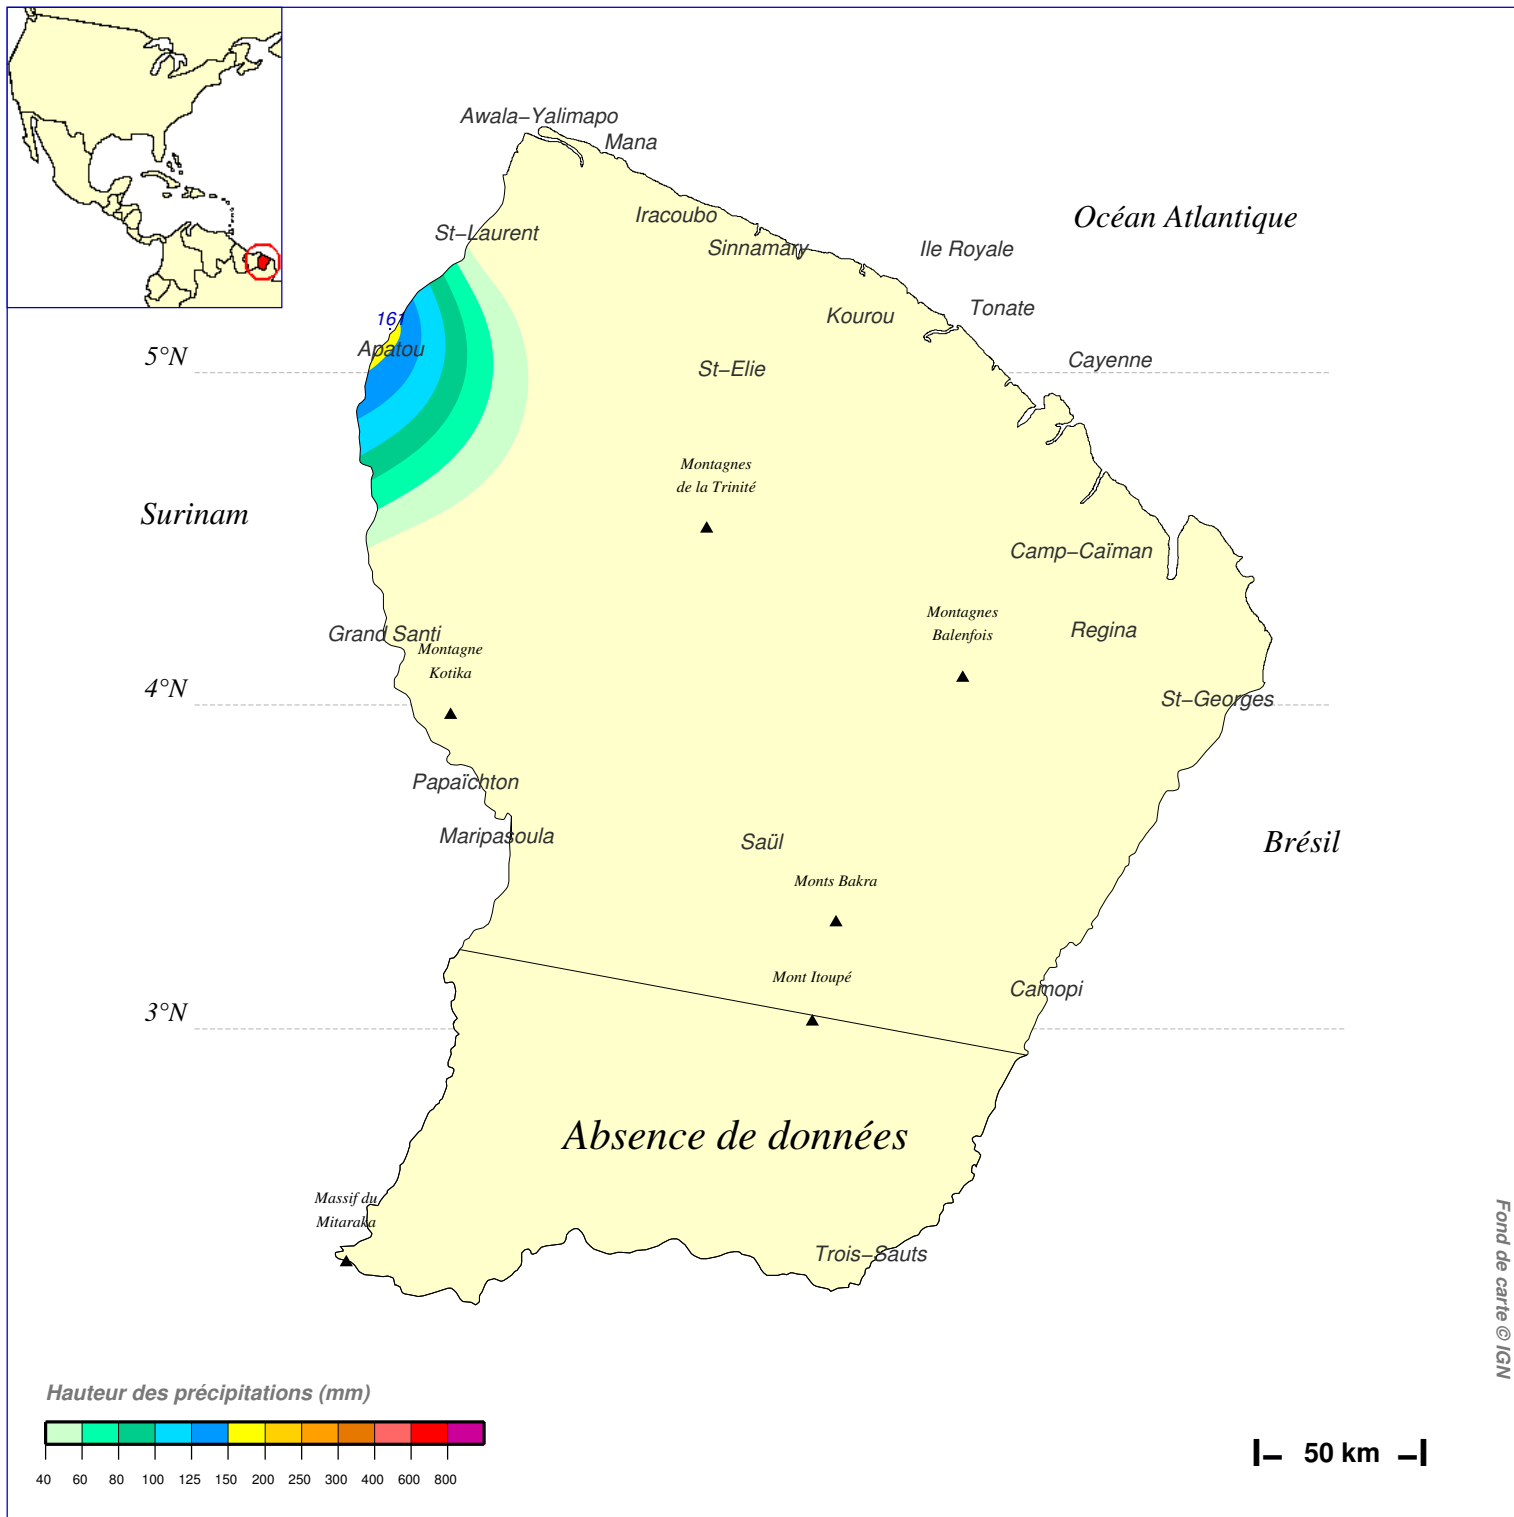 Awala–Yalimapo
Mana
Iracoubo
Océan Atlantique
St–Laurent
Sinnamary
Ile Royale
Tonate
161
Kourou
Apatou
5°N
Cayenne
St–Elie
Montagnes
de la Trinité
Surinam
Camp–Caïman
Montagnes
Balenfois
Regina
Grand Santi
Montagne
Kotika
4°N
St–Georges
Papaïchton
Maripasoula
Saül
Brésil
Monts Bakra
Mont Itoupé
Camopi
3°N
Absence de données
Massif du
Mitaraka
Trois–Sauts
Fond de carte © IGN
Hauteur des précipitations (mm)
40 60 80 100 125 150 200 250 300 400 600 800
50 km